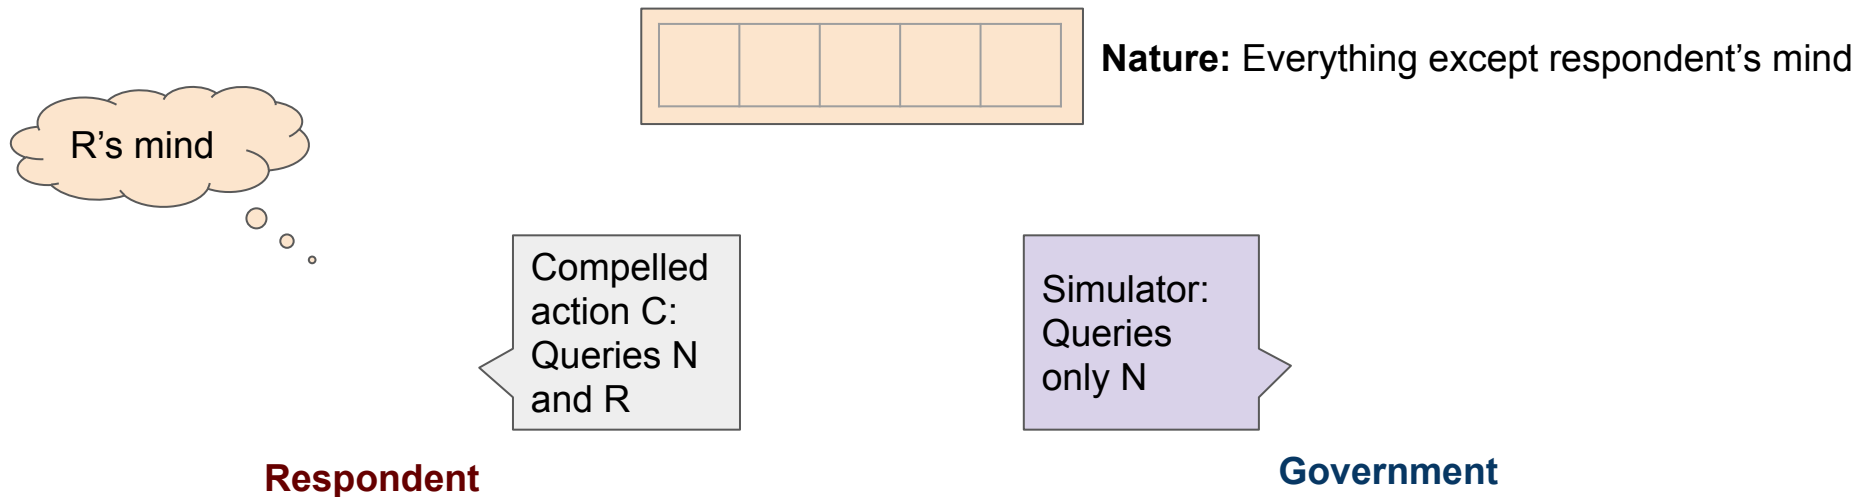 Nature: Everything except respondent’s mind
R’s mind
Compelled
action C:
Queries N
and R
Simulator:
Queries
only N
Respondent
Government